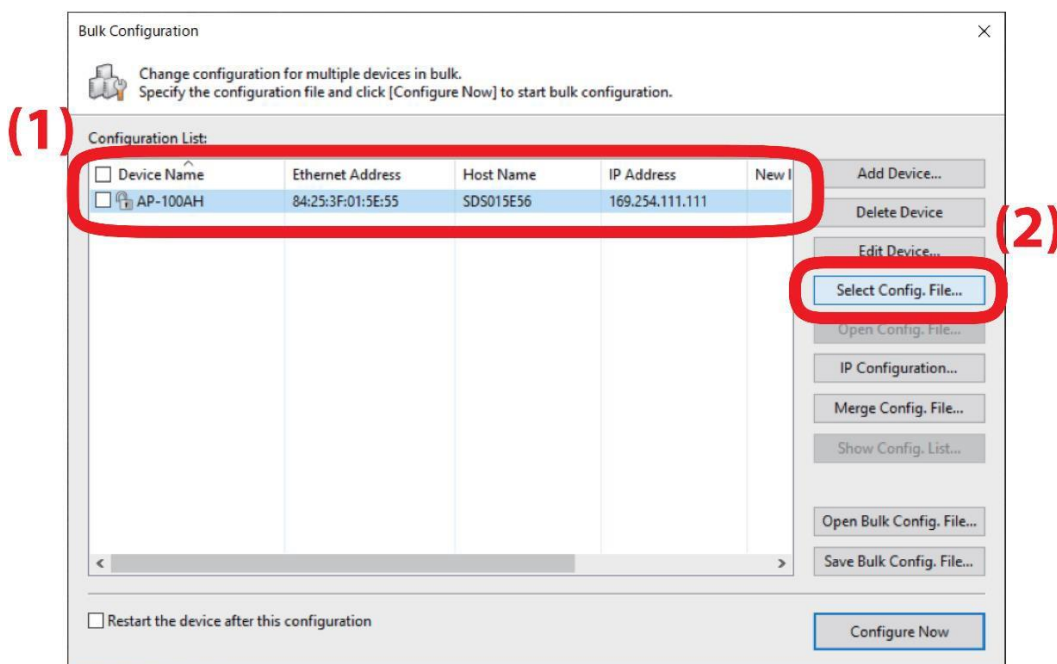 Bulk Configuration
Change configuration for multiple devices in bulk.
Specify the configuration file and click [Configure Now] to start bulk configuration.
(1)
Configuration List:
Device Name Ethernet Address Host Name IP Address New I
AP-100AH 84:25:3F:01:5E:55 SDS015E56 169.254.111.111
Add Device...
Delete Device
(2)
Edit Device...
Select Config. File...
Open Config. File...
IP Configuration...
Merge Config. File...
Show Config. List...
Open Bulk Config. File...
Save Bulk Config. File...
Restart the device after this configuration
Configure Now